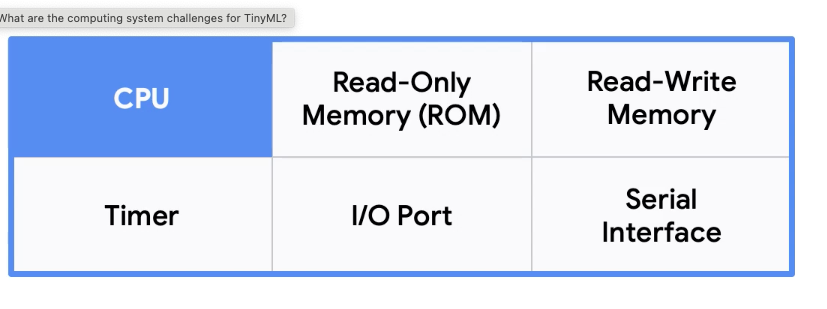 What are the computing system challenges for TinyML?
CPU
Read-Only
Memory (ROM)
Read-Write
Memory
Timer
I/O Port
Serial
Interface